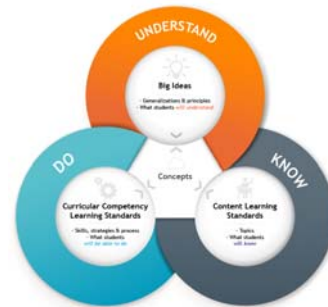 UNDERSTAND
Big Ideas
- Generalizations & principles
- What students will understand
DO
KNOW
Concepts
Curricular Competency
Learning Standards
- Skills, strategies & process
- What students
will be able to do
Content Learning
Standards
- Topics
- What students
will know